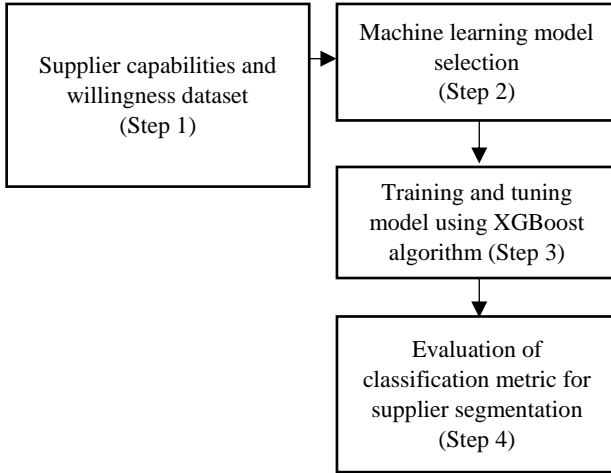 Supplier capabilities and
willingness dataset
(Step 1)
Machine learning model
selection
(Step 2)
Training and tuning
model using XGBoost
algorithm (Step 3)
Evaluation of
classification metric for
supplier segmentation
(Step 4)